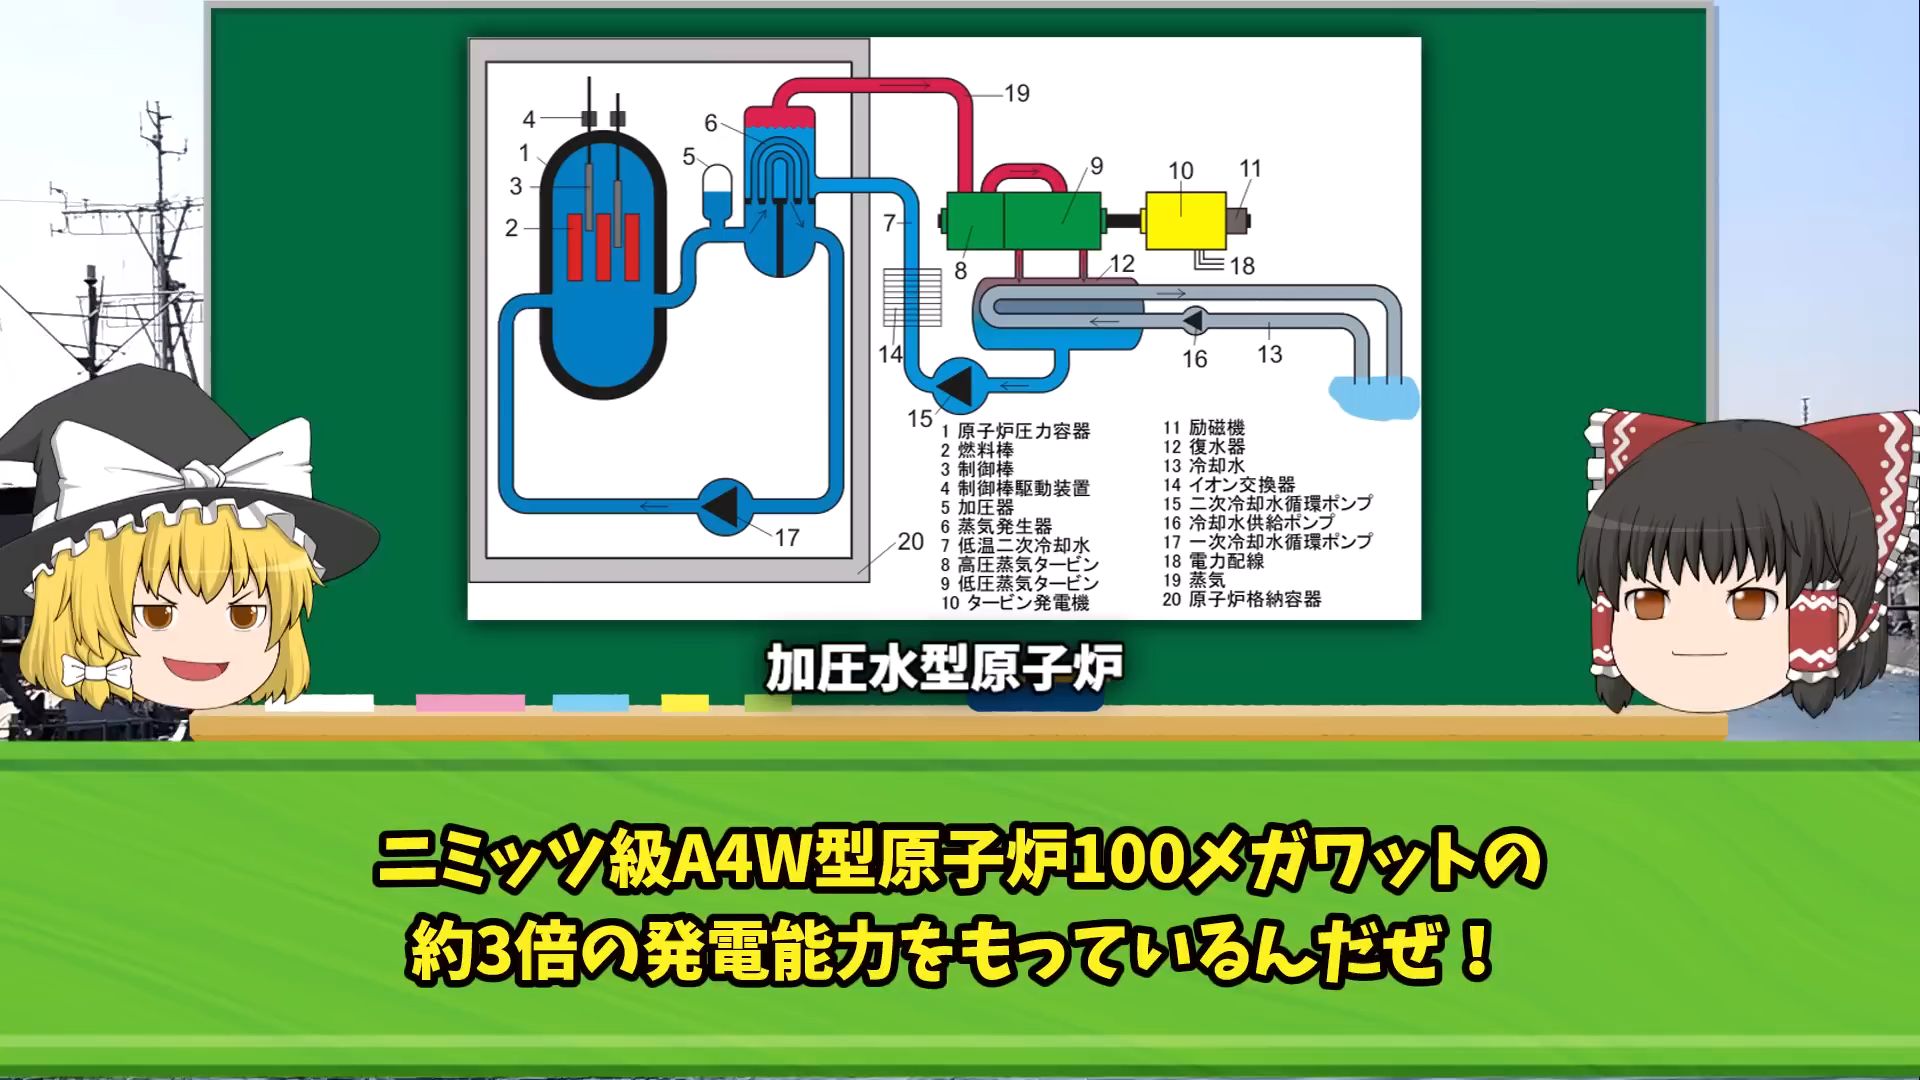 4
1
3
2
5
6
7
19
9
10
11
8
12
18
14
16
13
15
17
20
1 原子炉圧力容器
2 燃料棒
3 制御棒
4 制御棒駆動装置
5 加圧器
6 蒸気発生器
7 低温二次冷却水
8 高圧蒸気タービン
9 低圧蒸気タービン
10 タービン発電機
11 励磁機
12 復水器
13 冷却水
14 イオン交換器
15 二次冷却水循環ポンプ
16 冷却水供給ポンプ
17 一次冷却水循環ポンプ
18 電力配線
19 蒸気
20 原子炉格納容器
加圧水型原子炉
ニミッツ級A4W型原子炉100メガワットの
約3倍の発電能力をもっているんだぜ！